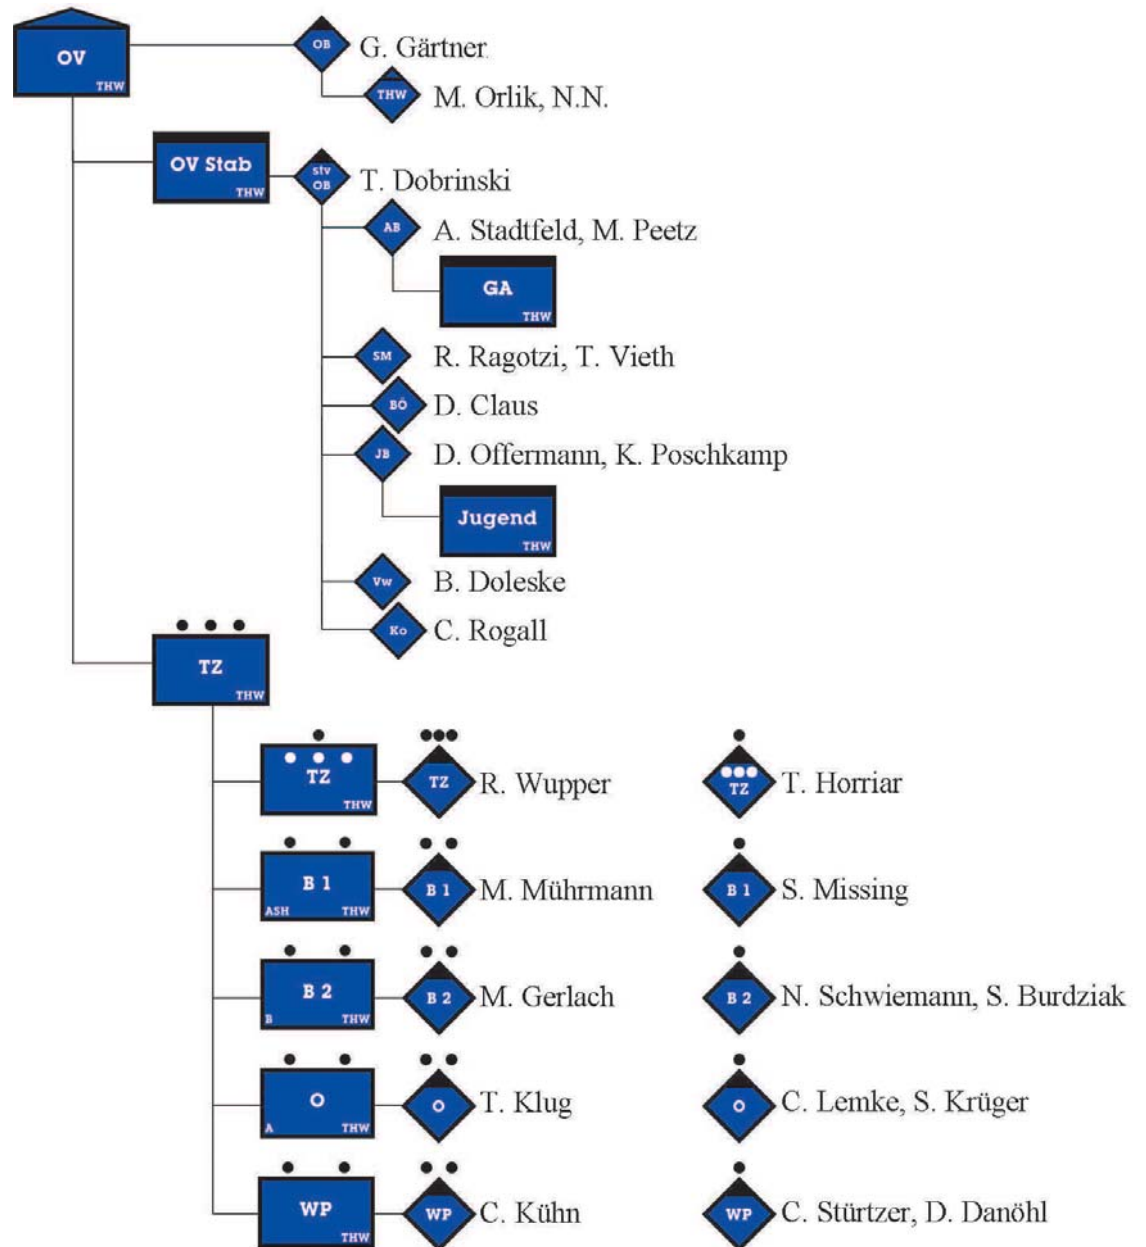 OV
THW
OB
G. Gärtner
THW
M. Orlik, N.N.
OV Stab
THW
stv
OB
T. Dobrinski
AB
A. Stadtfeld, M. Peetz
GA
THW
SM
R. Ragotzi, T. Vieth
BÖ
D. Claus
JB
D. Offermann, K. Poschkamp
Jugend
THW
Vw
B. Doleske
Ko
C. Rogall
TZ
THW
TZ
THW
TZ
R. Wupper
TZ
T. Horriar
B 1
ASH THW
B 1
M. Mührmann
B 1
S. Missing
B 2
B THW
B 2
M. Gerlach
B 2
N. Schwiemann, S. Burdziak
O
A THW
O
T. Klug
O
C. Lemke, S. Krüger
WP
THW
WP
C. Kühn
WP
C. Stürtzer, D. Danöhl